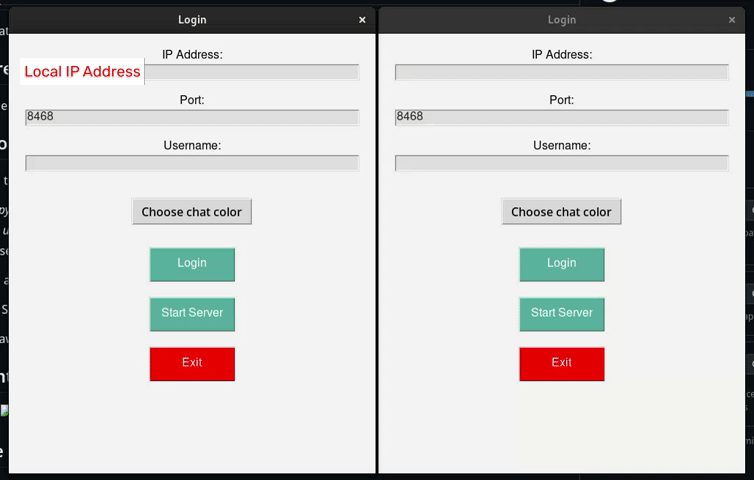 Login
×
IP Address:
Local IP Address
Port:
8468
Username:
Choose chat color
Login
Start Server
Exit
Login
×
IP Address:
Port:
8468
Username:
Choose chat color
Login
Start Server
Exit